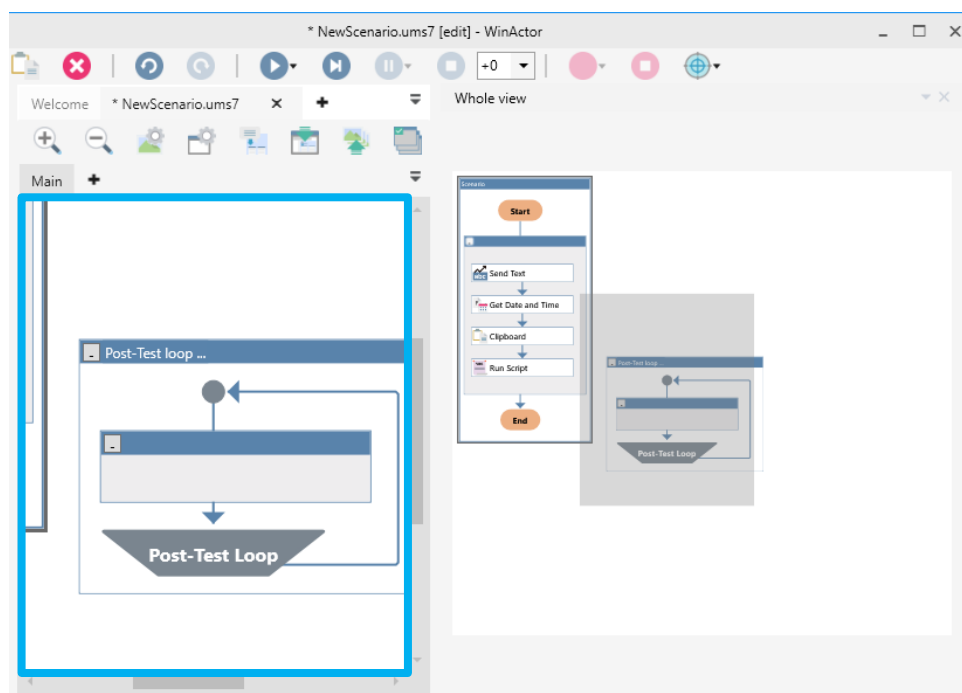 * NewScenario.ums7 [edit] - WinActor
+0
Welcome
* NewScenario.ums7
Whole view
Main
Post-Test loop ...
Post-Test Loop
Scenario
Start
Send Text
Get Date and Time
Clipboard
Run Script
End
Post-Test loop ...
Post-Test Loop